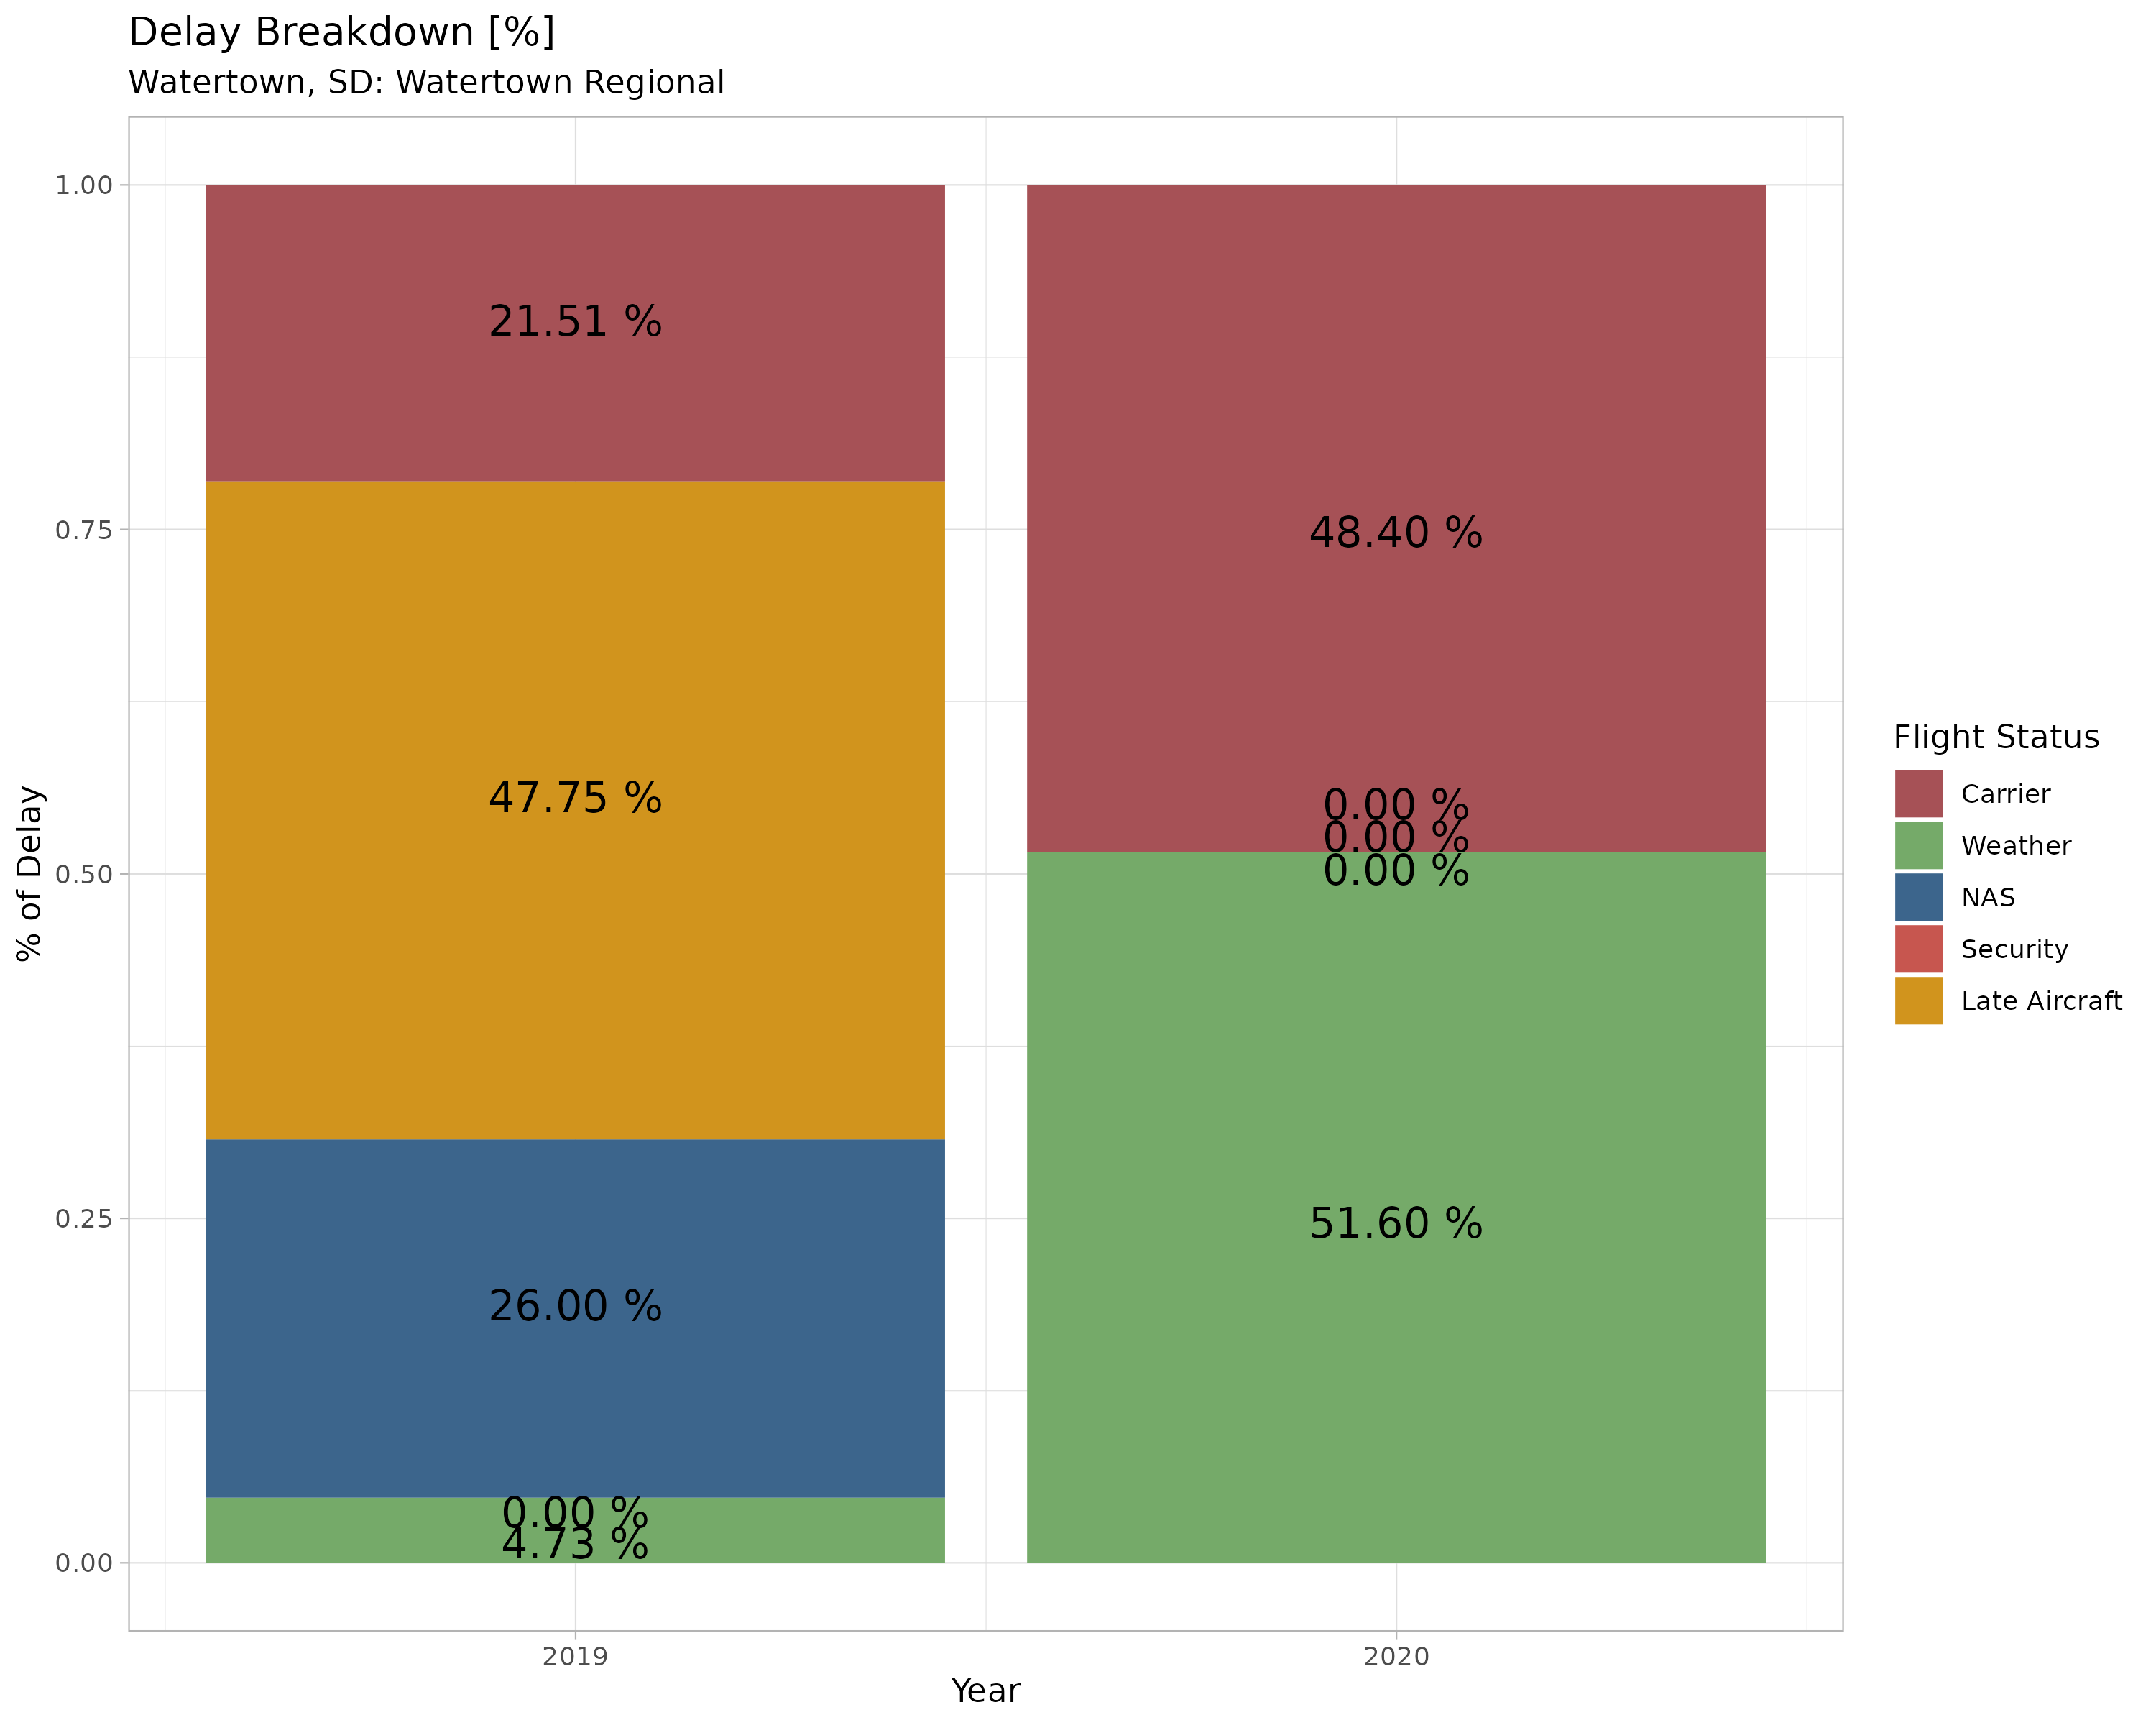 Delay Breakdown [%]
Watertown, SD: Watertown Regional
% of Delay
1.00
0.75
0.50
0.25
0.00
21.51 %
47.75 %
26.00 %
0.00 %
4.73 %
48.40 %
0.00 %
0.00 %
0.00 %
51.60 %
2019
2020
Year
Flight Status
Carrier
Weather
NAS
Security
Late Aircraft